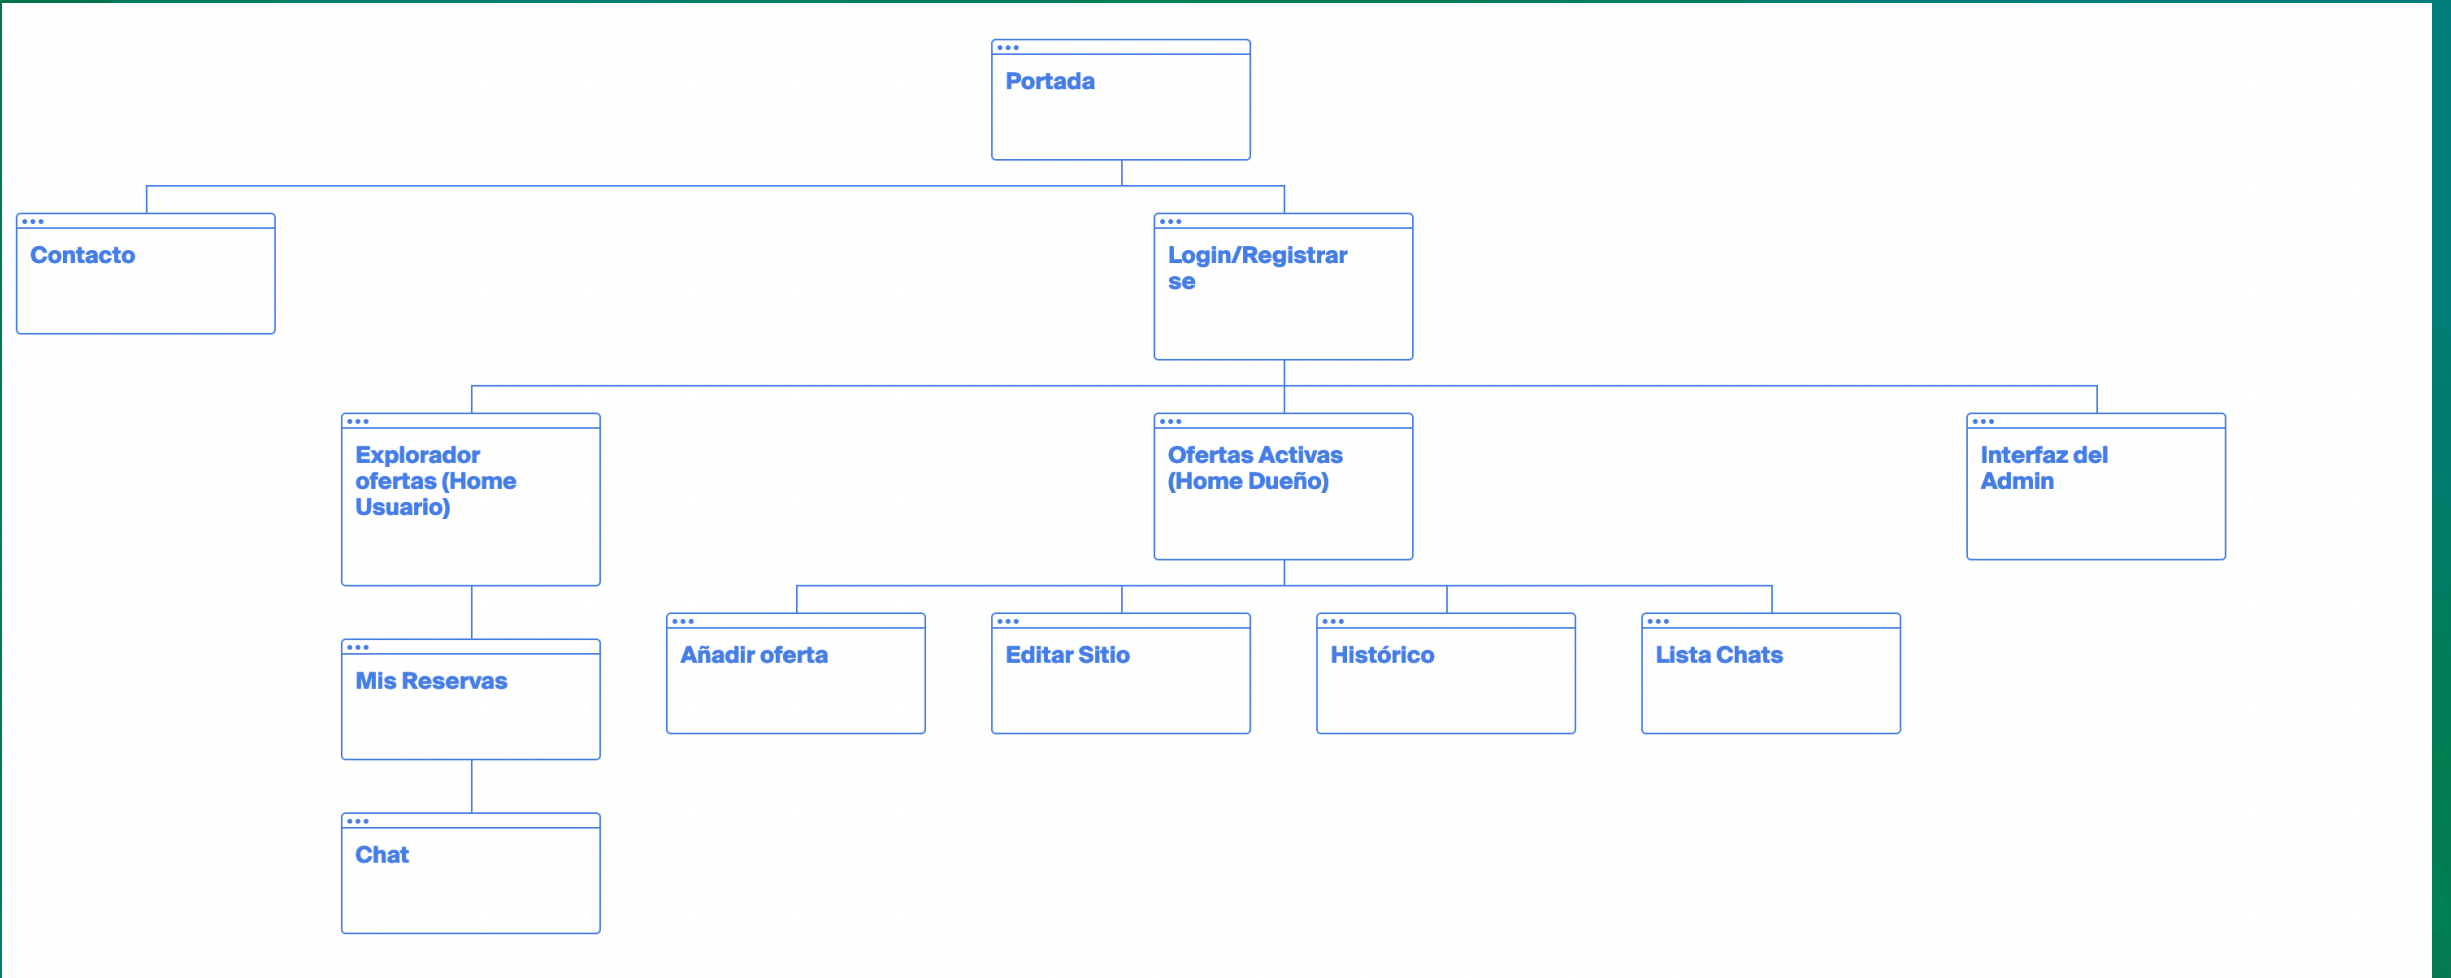 Portada
Contacto
Login/Registrar
se
Explorador
ofertas (Home
Usuario)
Ofertas Activas
(Home Dueño)
Interfaz del
Admin
Mis Reservas
Añadir oferta
Editar Sitio
Histórico
Lista Chats
Chat